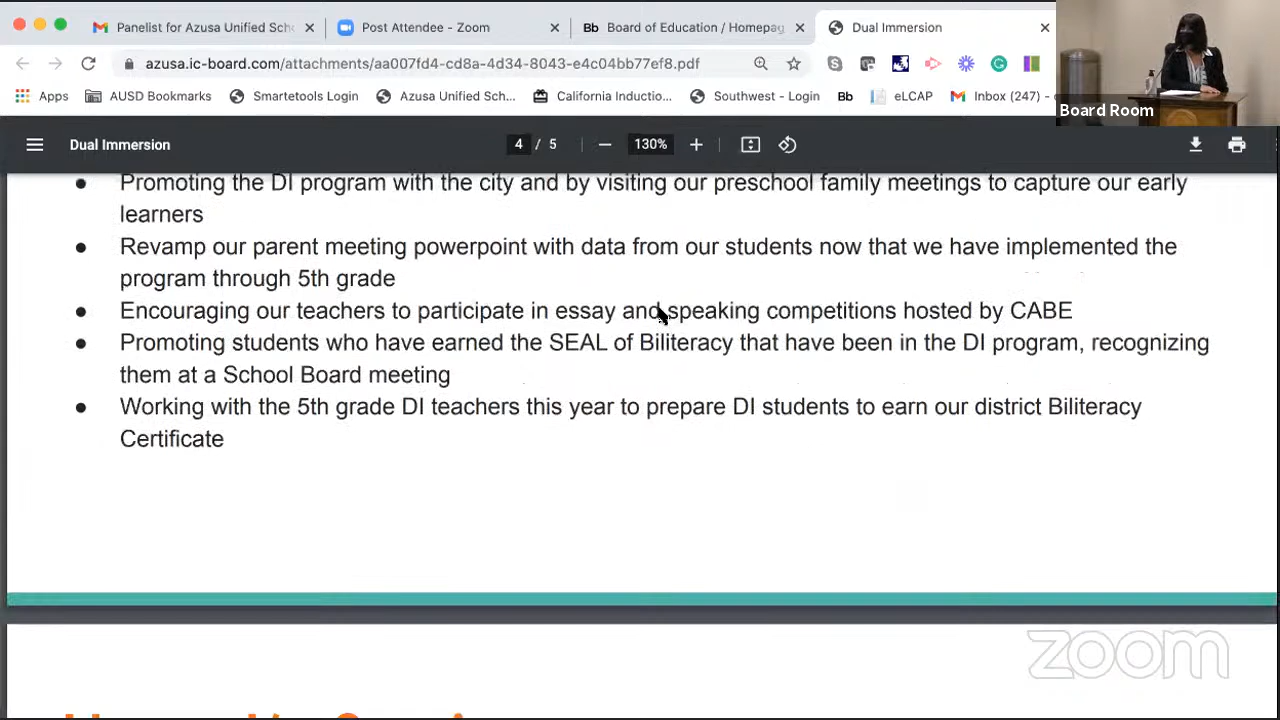 Panelist for Azusa Unified Sch
Post Attendee - Zoom
Bb Board of Education / Homepag
Dual Immersion
azusa.ic-board.com/attachments/aa007fd4-cd8a-4d34-8043-e4c04bb77ef8.pdf
Apps
AUSD Bookmarks
Smartetools Login
Azusa Unified Sch...
California Inductio...
Southwest - Login
Bb
eLCAP
Inbox (247) -
Board Room
Dual Immersion
4 / 5
130%
Promoting the DI program with the city and by visiting our preschool family meetings to capture our early
learners
Revamp our parent meeting powerpoint with data from our students now that we have implemented the
program through 5th grade
Encouraging our teachers to participate in essay and speaking competitions hosted by CABE
Promoting students who have earned the SEAL of Biliteracy that have been in the DI program, recognizing
them at a School Board meeting
Working with the 5th grade DI teachers this year to prepare DI students to earn our district Biliteracy
Certificate
zoom